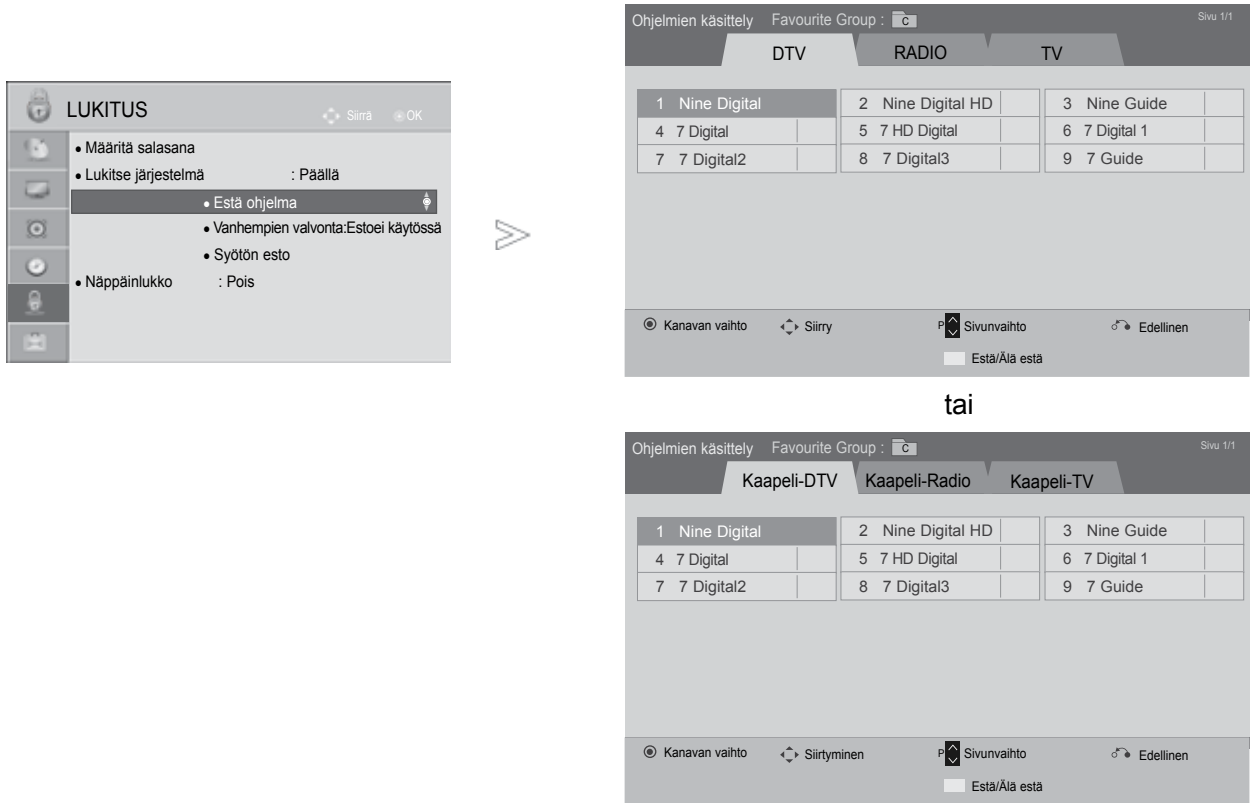 LUKITUS
Siirrä OK
• Määritä salasana
• Lukitse järjestelmä : Päällä
• Estä ohjelma
• Vanhempien valvonta:Estoei käytössä
• Syötön esto
• Näppäinlukko : Pois
Ohjelmien käsittely Favourite Group : C Sivu 1/1
DTV RADIO TV
1 Nine Digital 2 Nine Digital HD 3 Nine Guide
4 7 Digital 5 7 HD Digital 6 7 Digital 1
7 7 Digital2 8 7 Digital3 9 7 Guide
Kanavan vaihto Siirry P Sivunvaihto Edellinen
Estä/Älä estä
tai
Ohjelmien käsittely Favourite Group : C Sivu 1/1
Kaapeli-DTV Kaapeli-Radio Kaapeli-TV
1 Nine Digital 2 Nine Digital HD 3 Nine Guide
4 7 Digital 5 7 HD Digital 6 7 Digital 1
7 7 Digital2 8 7 Digital3 9 7 Guide
Kanavan vaihto Siirtyminen P Sivunvaihto Edellinen
Estä/Älä estä